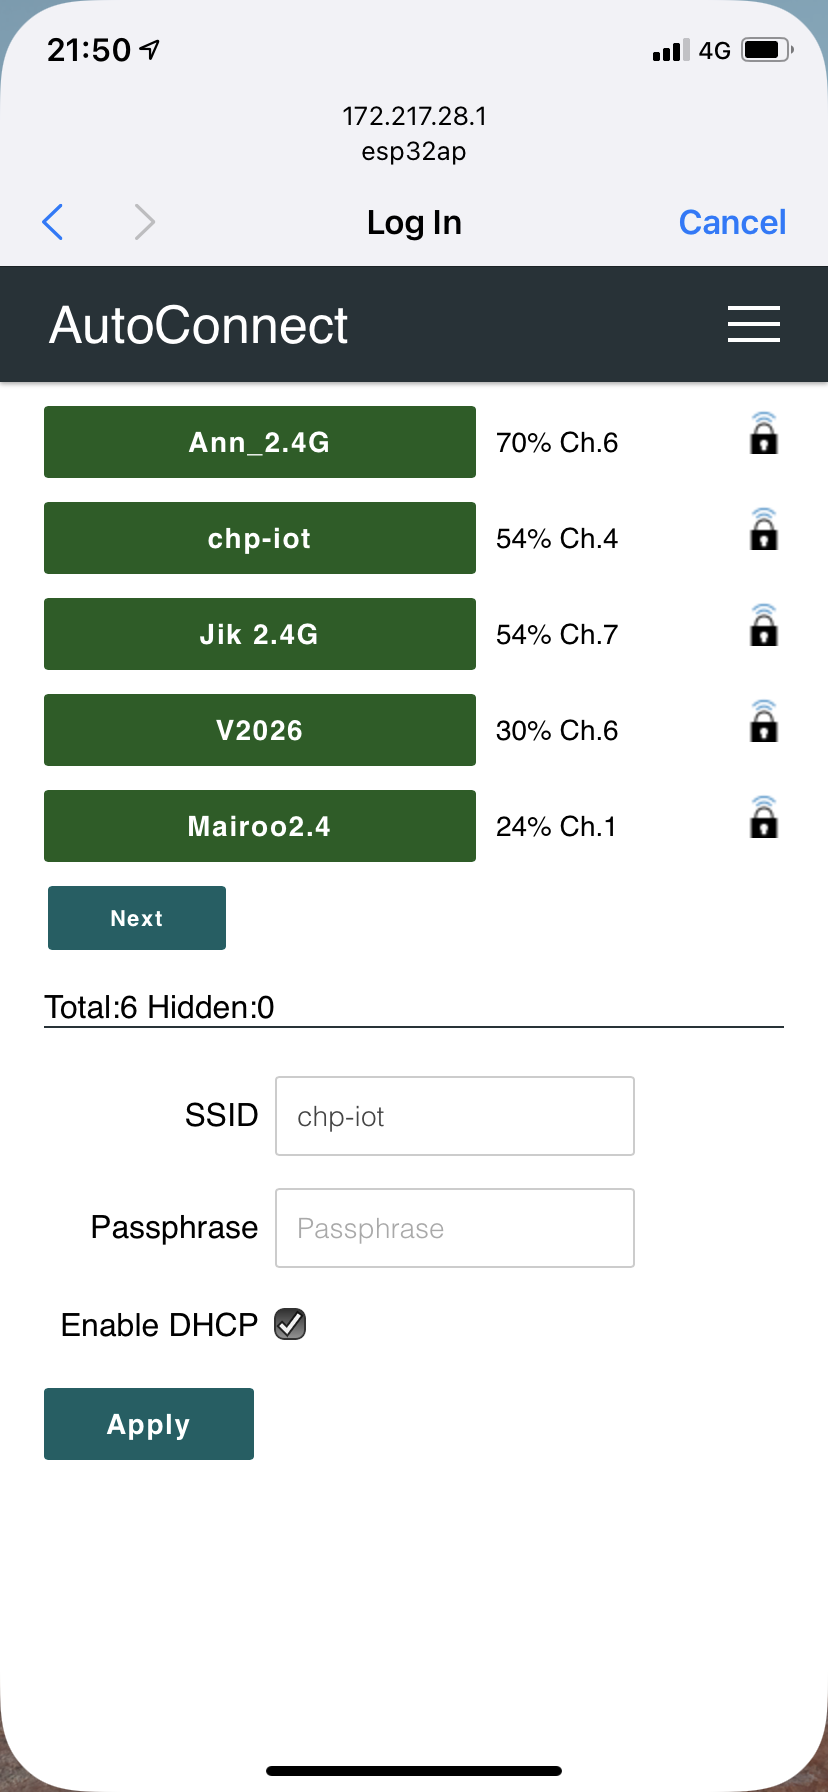 21:50 4G
172.217.28.1
esp32ap
Log In Cancel
AutoConnect
Ann_2.4G 70% Ch.6
chp-iot 54% Ch.4
Jik 2.4G 54% Ch.7
V2026 30% Ch.6
Mairoo2.4 24% Ch.1
Next
Total:6 Hidden:0
SSID chp-iot
Passphrase Passphrase
Enable DHCP
Apply